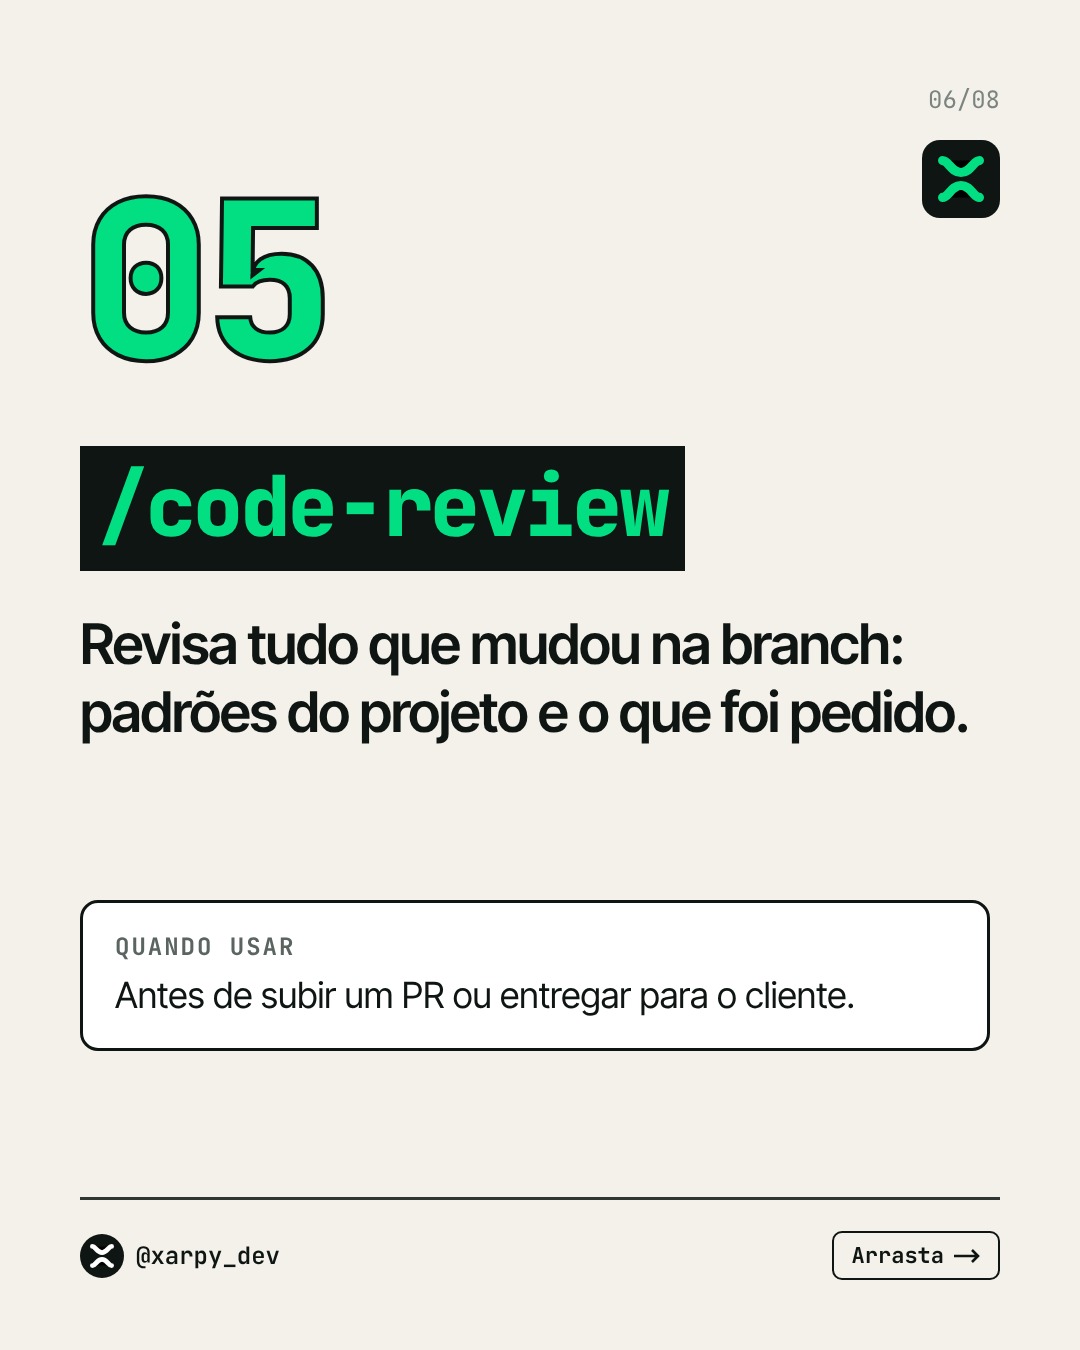 06/08
05
/code-review
Revisa tudo que mudou na branch:
padrões do projeto e o que foi pedido.
QUANDO USAR
Antes de subir um PR ou entregar para o cliente.
@xarpy_dev
Arrasta →